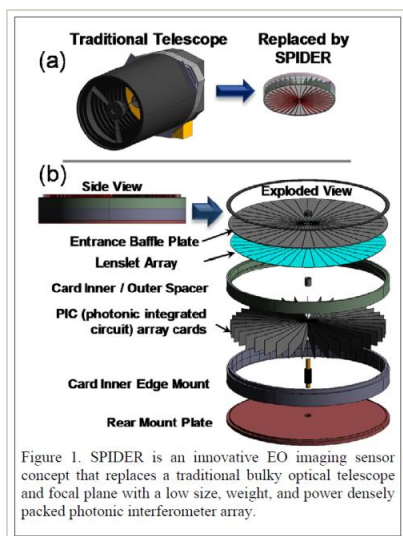 Traditional Telescope
Replaced by
SPIDER
(a)
(b)
Side View
Exploded View
Entrance Baffle Plate
Lenslet Array
Card Inner / Outer Spacer
PIC (photonic integrated
circuit) array cards
Card Inner Edge Mount
Rear Mount Plate
Figure 1. SPIDER is an innovative EO imaging sensor
concept that replaces a traditional bulky optical telescope
and focal plane with a low size, weight, and power densely
packed photonic interferometer array.